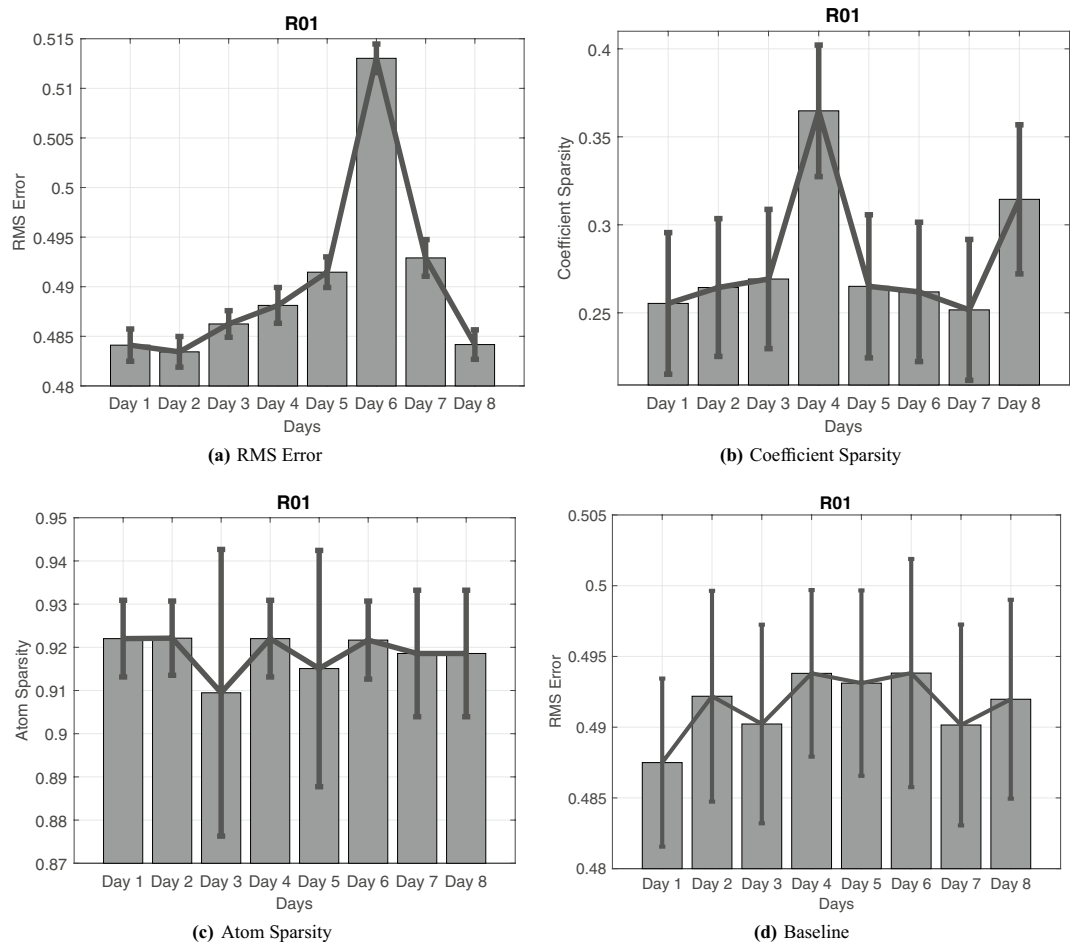 R01
0.515
0.51
0.505
0.5
0.495
0.49
0.485
0.48
RMS Error
Day 1 Day 2 Day 3 Day 4 Day 5 Day 6 Day 7 Day 8
Days
(a) RMS Error
R01
0.4
0.35
0.3
0.25
Coefficient Sparsity
Day 1 Day 2 Day 3 Day 4 Day 5 Day 6 Day 7 Day 8
Days
(b) Coefficient Sparsity
R01
0.95
0.94
0.93
0.92
0.91
0.9
0.89
0.88
0.87
Atom Sparsity
Day 1 Day 2 Day 3 Day 4 Day 5 Day 6 Day 7 Day 8
Days
(c) Atom Sparsity
R01
0.505
0.5
0.495
0.49
0.485
0.48
RMS Error
Day 1 Day 2 Day 3 Day 4 Day 5 Day 6 Day 7 Day 8
Days
(d) Baseline